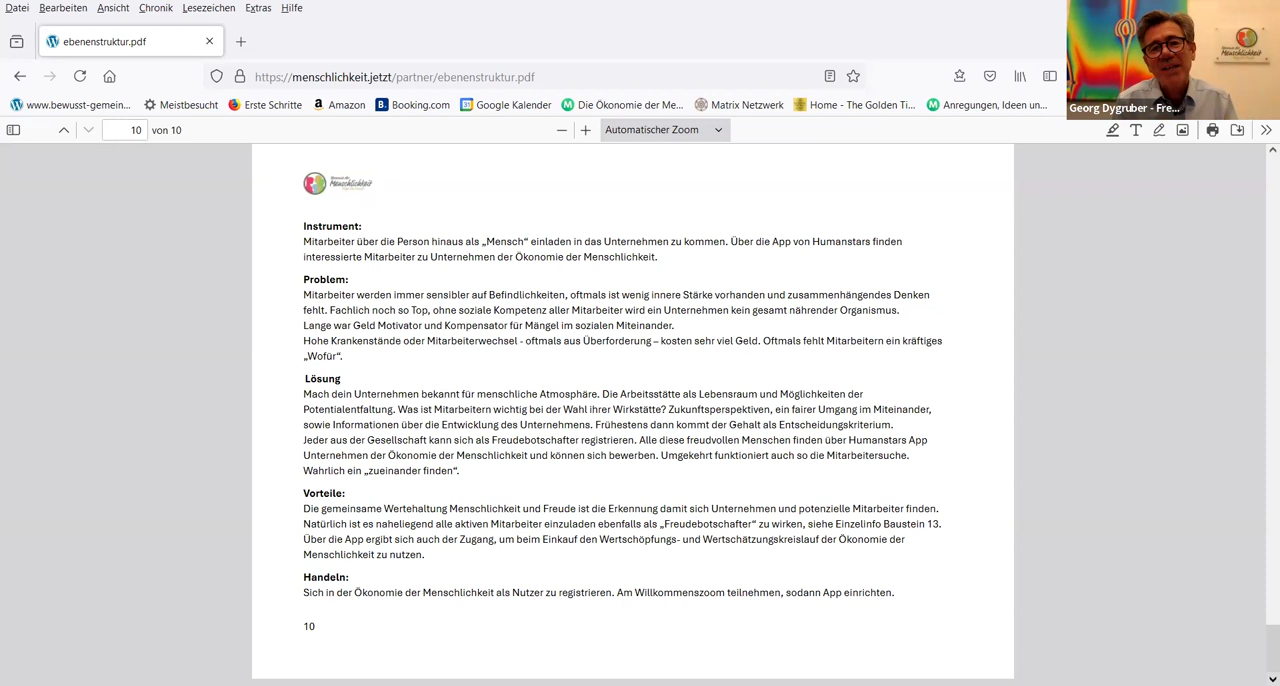 Datei Bearbeiten Ansicht Chronik Lesezeichen Extras Hilfe
ebenenstruktur.pdf
https://menschlichkeit.jetzt/partner/ebenenstruktur.pdf
www.bewusst-gemein... Meistbesucht Erste Schritte Amazon Booking.com Google Kalender Die Ökonomie der Me... Matrix Netzwerk Home - The Golden Ti... Anregungen, Ideen un...
Georg Dygruber - Fre...
10 von 10 Automatischer Zoom
Menschlichkeit
Menschlichkeit
Instrument:
Mitarbeiter über die Person hinaus als „Mensch“ einladen in das Unternehmen zu kommen. Über die App von Humanstars finden
interessierte Mitarbeiter zu Unternehmen der Ökonomie der Menschlichkeit.
Problem:
Mitarbeiter werden immer sensibler auf Befindlichkeiten, oftmals ist wenig innere Stärke vorhanden und zusammenhängendes Denken
fehlt. Fachlich noch so Top, ohne soziale Kompetenz aller Mitarbeiter wird ein Unternehmen kein gesamt nährender Organismus.
Lange war Geld Motivator und Kompensator für Mängel im sozialen Miteinander.
Hohe Krankenstände oder Mitarbeiterwechsel - oftmals aus Überforderung – kosten sehr viel Geld. Oftmals fehlt Mitarbeitern ein kräftiges
„Wofür“.
Lösung
Mach dein Unternehmen bekannt für menschliche Atmosphäre. Die Arbeitsstätte als Lebensraum und Möglichkeiten der
Potentialentfaltung. Was ist Mitarbeitern wichtig bei der Wahl ihrer Wirkstätte? Zukunftsperspektiven, ein fairer Umgang im Miteinander,
sowie Informationen über die Entwicklung des Unternehmens. Frühestens dann kommt der Gehalt als Entscheidungskriterium.
Jeder aus der Gesellschaft kann sich als Freudebotschafter registrieren. Alle diese freudvollen Menschen finden über Humanstars App
Unternehmen der Ökonomie der Menschlichkeit und können sich bewerben. Umgekehrt funktioniert auch so die Mitarbeitersuche.
Wahrlich ein „zueinander finden“.
Vorteile:
Die gemeinsame Wertehaltung Menschlichkeit und Freude ist die Erkennung damit sich Unternehmen und potenzielle Mitarbeiter finden.
Natürlich ist es naheliegend alle aktiven Mitarbeiter einzuladen ebenfalls als „Freudebotschafter“ zu wirken, siehe Einzelinfo Baustein 13.
Über die App ergibt sich auch der Zugang, um beim Einkauf den Wertschöpfungs- und Wertschätzungskreislauf der Ökonomie der
Menschlichkeit zu nutzen.
Handeln:
Sich in der Ökonomie der Menschlichkeit als Nutzer zu registrieren. Am Willkommenszoom teilnehmen, sodann App einrichten.
10